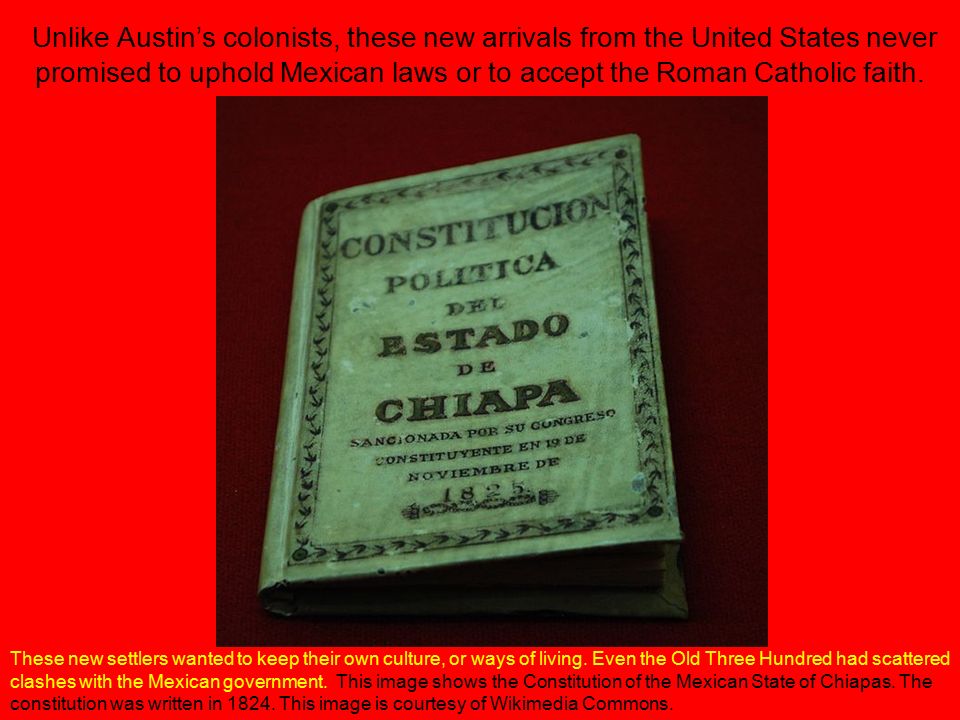 Unlike Austin’s colonists, these new arrivals from the United States never
promised to uphold Mexican laws or to accept the Roman Catholic faith.
CONSTITUCION
POLITICA
DEL
ESTADO
DE
CHIAPA
SANCIONADA POR SU CONGRESO
CONSTITUYENTE EN 19 DE
NOVIEMBRE DE
1825.
These new settlers wanted to keep their own culture, or ways of living. Even the Old Three Hundred had scattered
clashes with the Mexican government. This image shows the Constitution of the Mexican State of Chiapas. The
constitution was written in 1824. This image is courtesy of Wikimedia Commons.